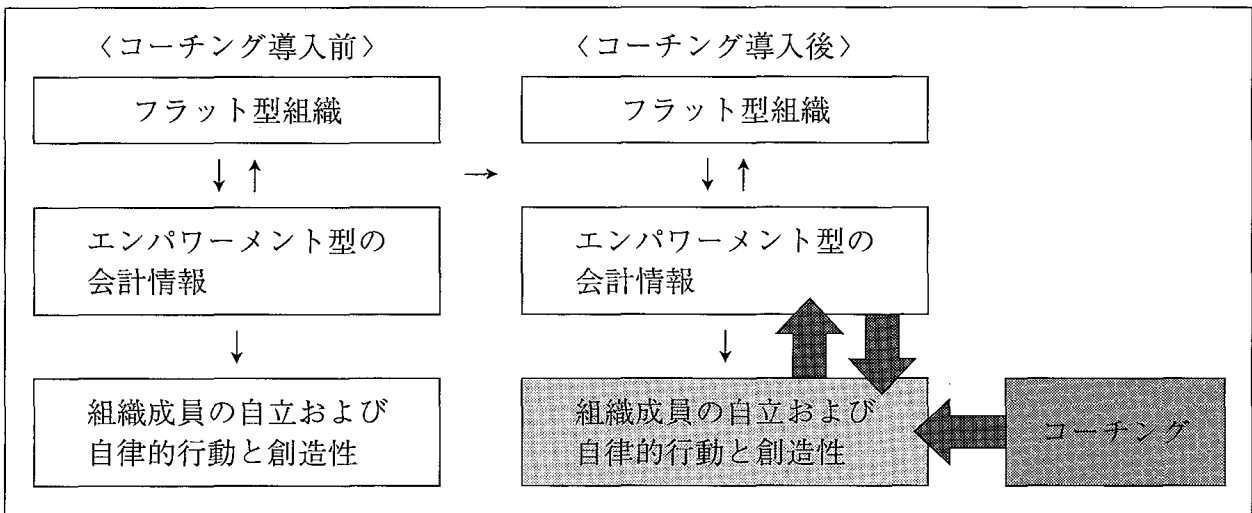 〈コーチング導入前〉
フラット型組織
↓ ↑
エンパワーメント型の
会計情報
↓
組織成員の自立および
自律的行動と創造性
→
〈コーチング導入後〉
フラット型組織
↓ ↑
エンパワーメント型の
会計情報
↓
組織成員の自立および
自律的行動と創造性
コーチング